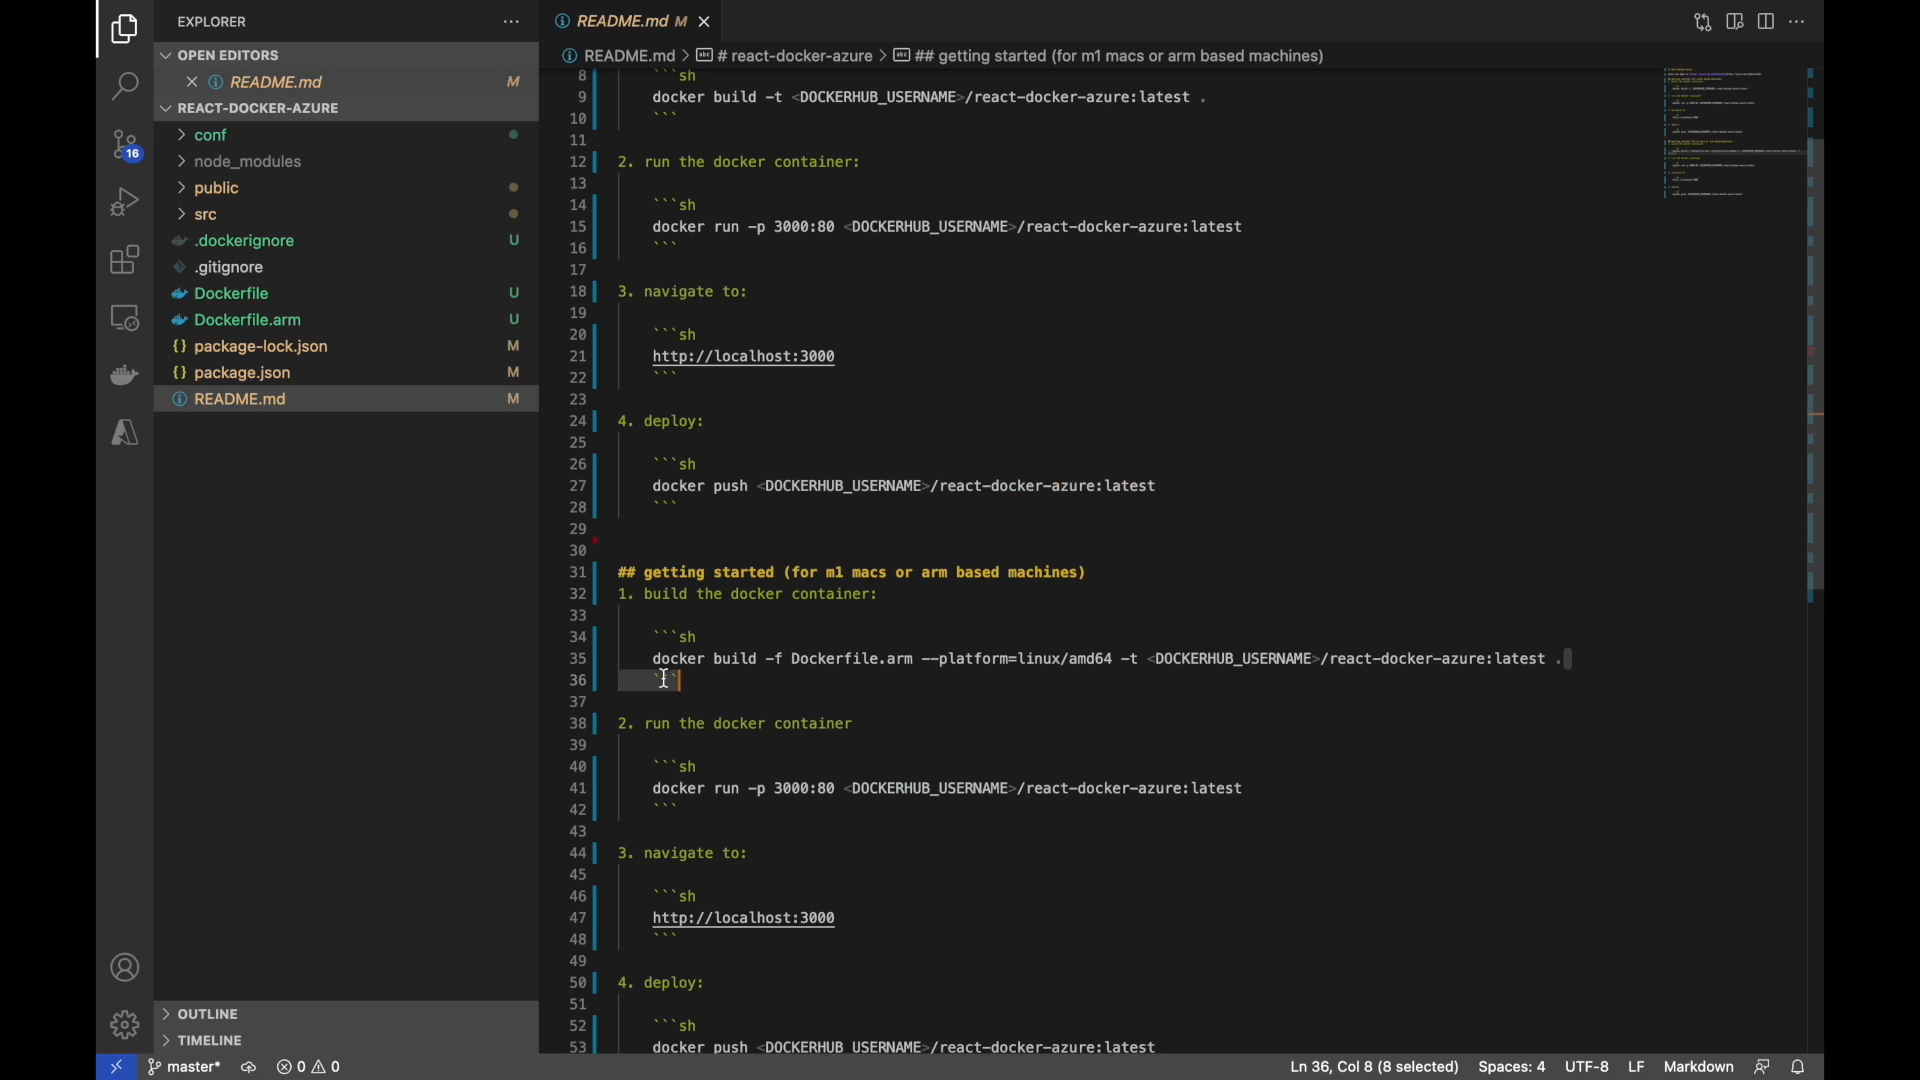 EXPLORER
OPEN EDITORS
README.md M
REACT-DOCKER-AZURE
conf
node_modules
public
src
.dockerignore U
.gitignore
Dockerfile U
Dockerfile.arm U
package-lock.json M
package.json M
README.md M
OUTLINE
TIMELINE
16
README.md M
README.md > # react-docker-azure > ## getting started (for m1 macs or arm based machines)
8 ```sh
9 docker build -t <DOCKERHUB_USERNAME>/react-docker-azure:latest .
10 ```
11
12 2. run the docker container:
13
14 ```sh
15 docker run -p 3000:80 <DOCKERHUB_USERNAME>/react-docker-azure:latest
16 ```
17
18 3. navigate to:
19
20 ```sh
21 http://localhost:3000
22 ```
23
24 4. deploy:
25
26 ```sh
27 docker push <DOCKERHUB_USERNAME>/react-docker-azure:latest
28 ```
29
30
31 ## getting started (for m1 macs or arm based machines)
32 1. build the docker container:
33
34 ```sh
35 docker build -f Dockerfile.arm --platform=linux/amd64 -t <DOCKERHUB_USERNAME>/react-docker-azure:latest .
36 ```
37
38 2. run the docker container
39
40 ```sh
41 docker run -p 3000:80 <DOCKERHUB_USERNAME>/react-docker-azure:latest
42 ```
43
44 3. navigate to:
45
46 ```sh
47 http://localhost:3000
48 ```
49
50 4. deploy:
51
52 ```sh
53 docker push <DOCKERHUB_USERNAME>/react-docker-azure:latest
master* 0 0 Ln 36, Col 8 (8 selected) Spaces: 4 UTF-8 LF Markdown